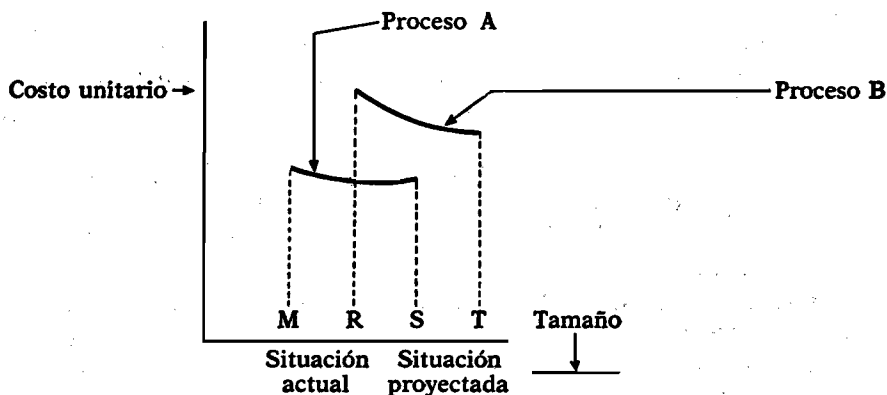 Proceso A
Costo unitario
Proceso B
M R S T Tamaño
Situación actual
Situación proyectada